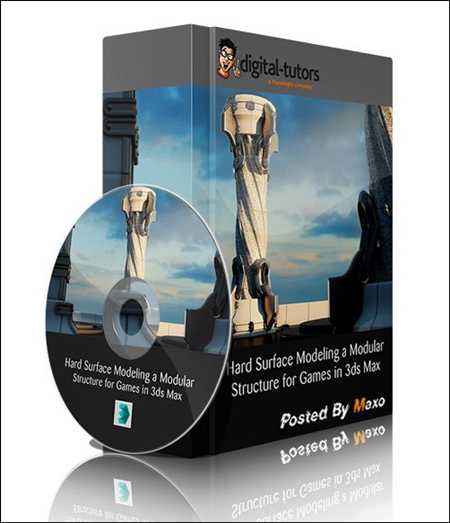 digital-tutors
a Pluralsight company
Hard Surface Modeling a Modular
Structure for Games in 3ds Max
Posted By Maxo
Hard Surface Modeling a Modular
Structure for Games in 3ds Max